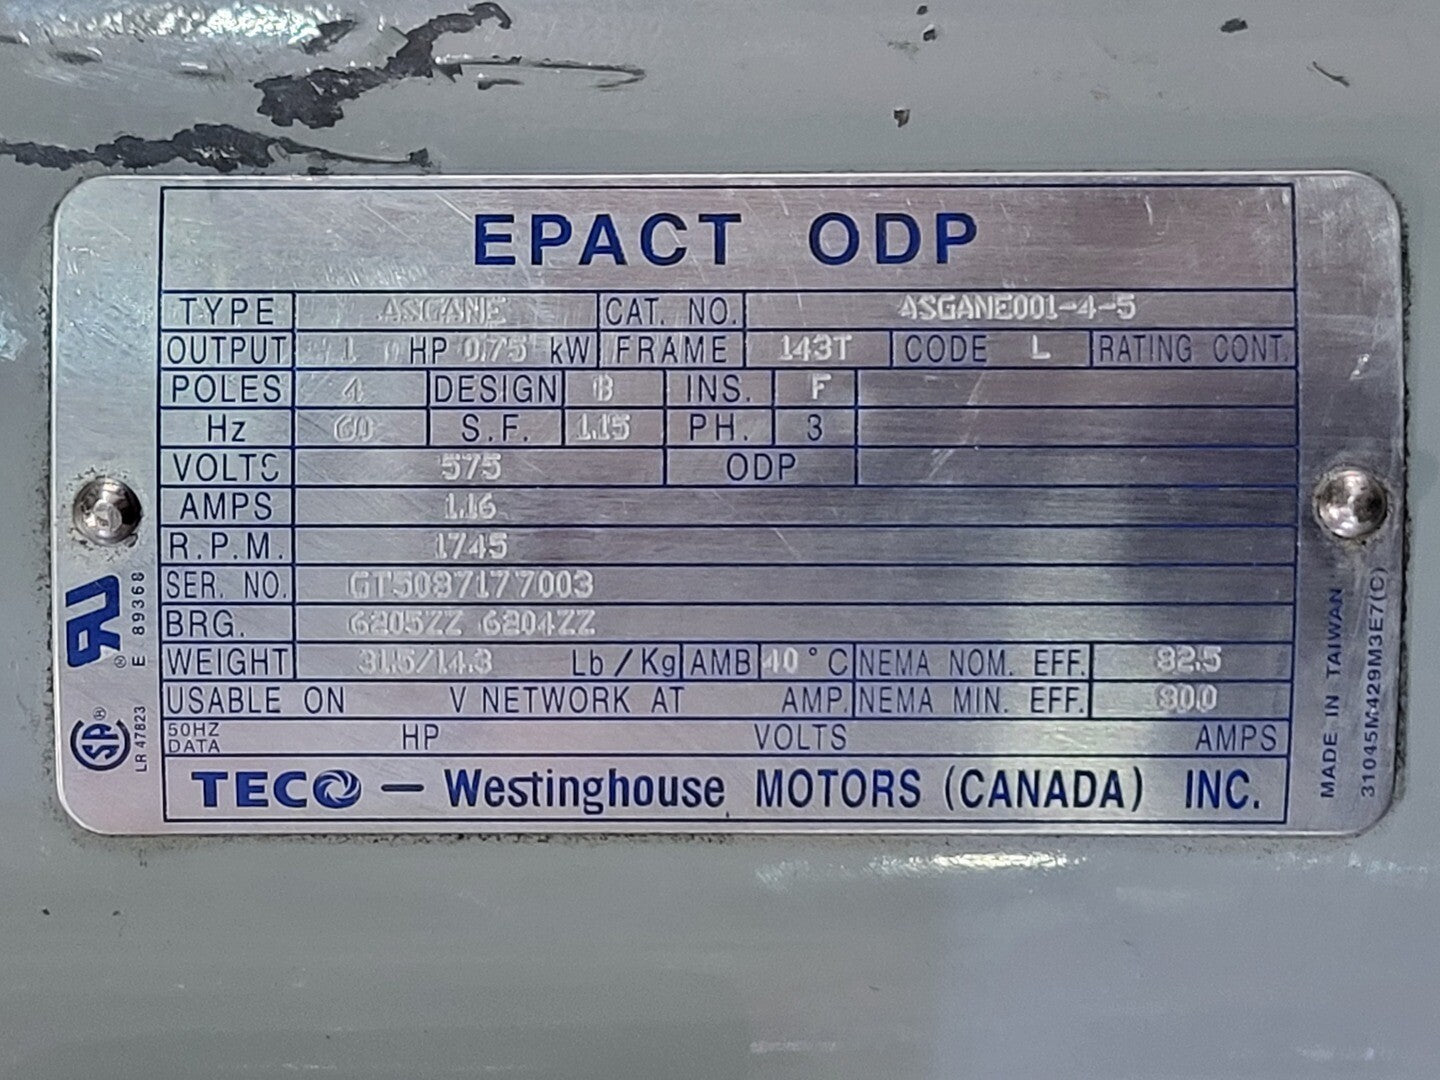 EPACT ODP
TYPE ASGANE CAT. NO. ASGANE001-4-5
OUTPUT 1 HP 0.75 kW FRAME 143T CODE L RATING CONT.
POLES 4 DESIGN B INS. F
Hz 60 S.F. 1.15 PH. 3
VOLTS 575 ODP
AMPS 1.16
R.P.M. 1745
SER. NO. GT5087177003
BRG. 6205ZZ 6204ZZ
WEIGHT 31.5/14.3 Lb/Kg AMB 40°C NEMA NOM. EFF. 82.5
USABLE ON V NETWORK AT AMP. NEMA MIN. EFF. 80.0
50HZ DATA HP VOLTS AMPS
TECO — Westinghouse MOTORS (CANADA) INC.
RU® E 89368
SA® LR 47823
MADE IN TAIWAN
31045M429M3E7(C)